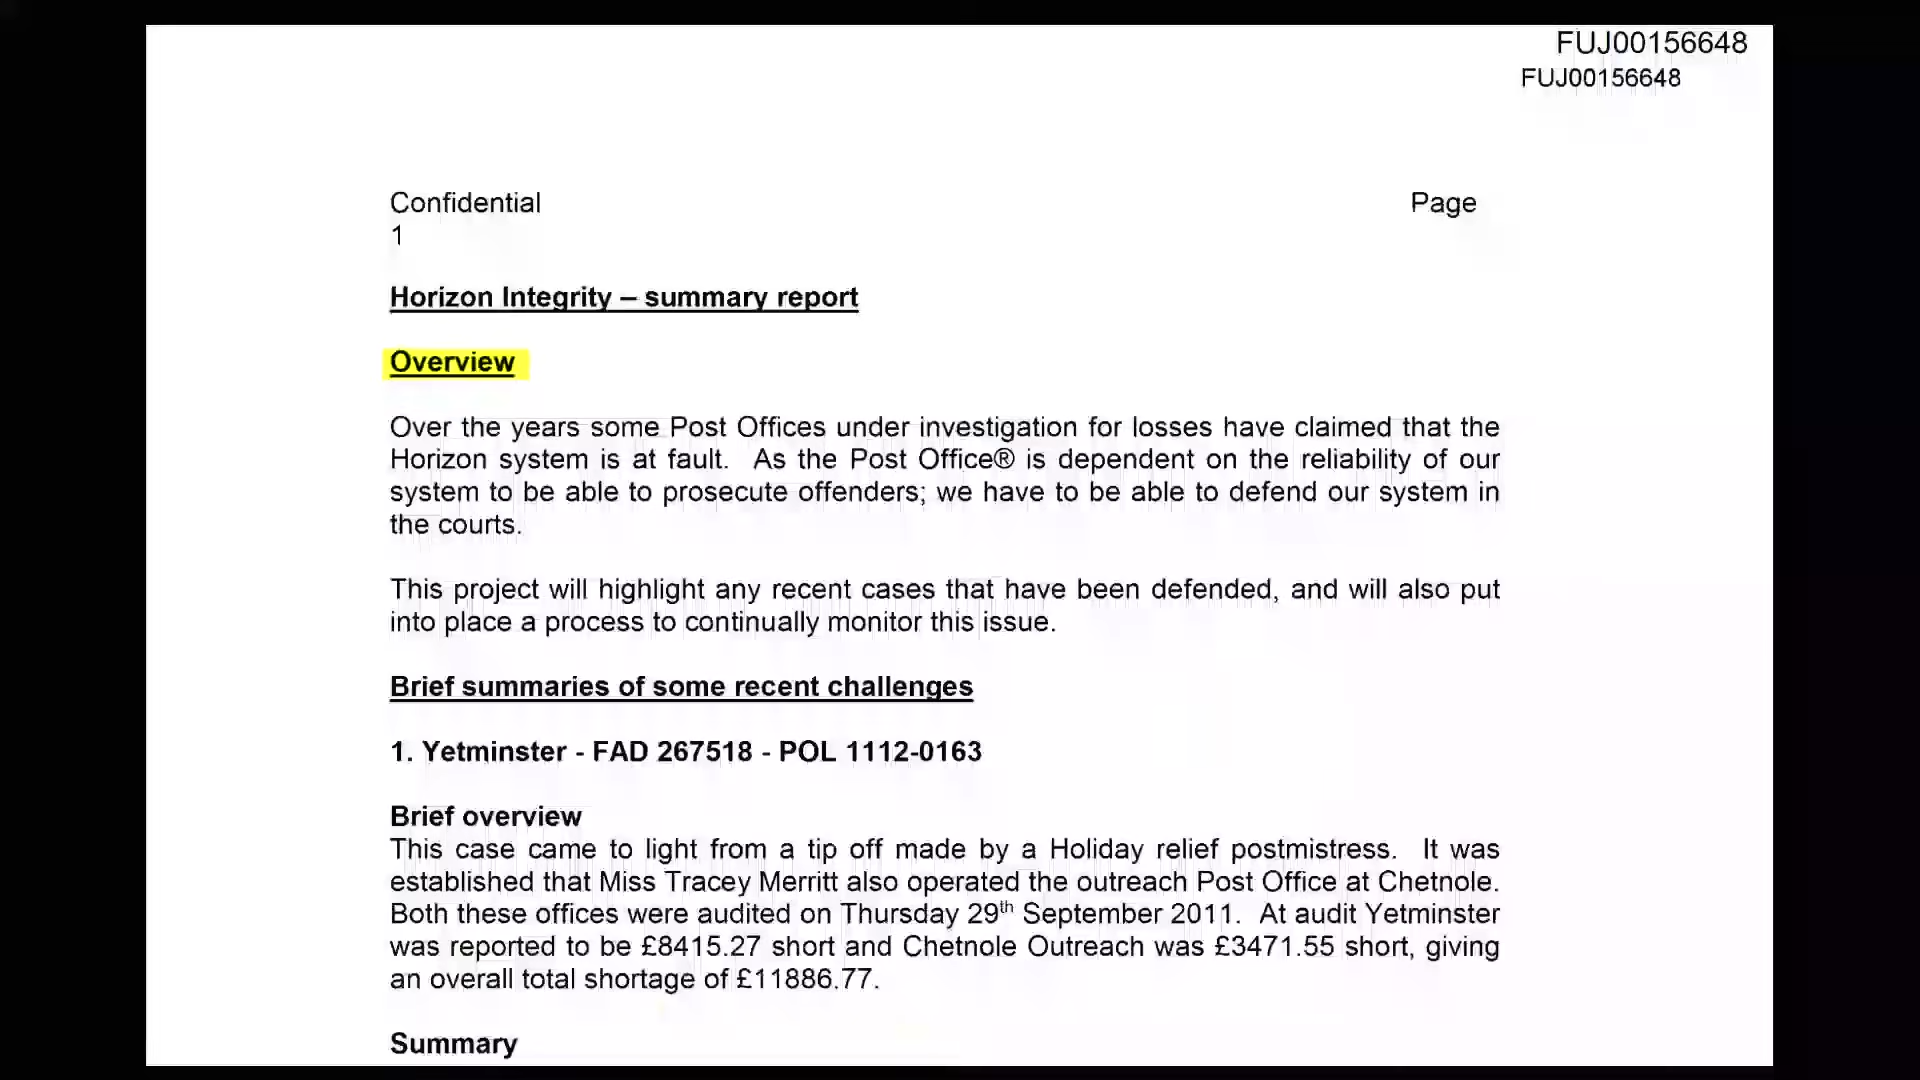 FUJ00156648
FUJ00156648
Confidential Page
1
Horizon Integrity – summary report
Overview
Over the years some Post Offices under investigation for losses have claimed that the
Horizon system is at fault. As the Post Office® is dependent on the reliability of our
system to be able to prosecute offenders; we have to be able to defend our system in
the courts.
This project will highlight any recent cases that have been defended, and will also put
into place a process to continually monitor this issue.
Brief summaries of some recent challenges
1. Yetminster - FAD 267518 - POL 1112-0163
Brief overview
This case came to light from a tip off made by a Holiday relief postmistress. It was
established that Miss Tracey Merritt also operated the outreach Post Office at Chetnole.
Both these offices were audited on Thursday 29th September 2011. At audit Yetminster
was reported to be £8415.27 short and Chetnole Outreach was £3471.55 short, giving
an overall total shortage of £11886.77.
Summary